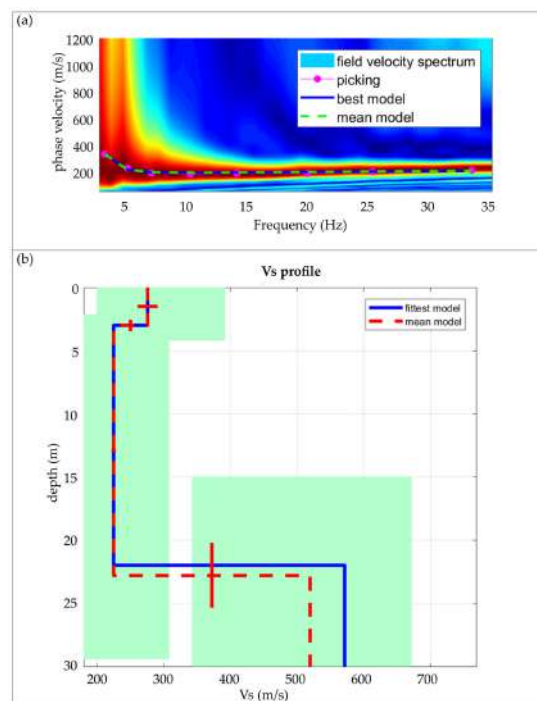 (a)
1200
1000
800
600
400
200
phase velocity (m/s)
field velocity spectrum
picking
best model
mean model
5
10
15
20
25
30
35
Frequency (Hz)
(b)
Vs profile
0
5
10
15
20
25
30
depth (m)
fittest model
mean model
200
300
400
500
600
700
Vs (m/s)